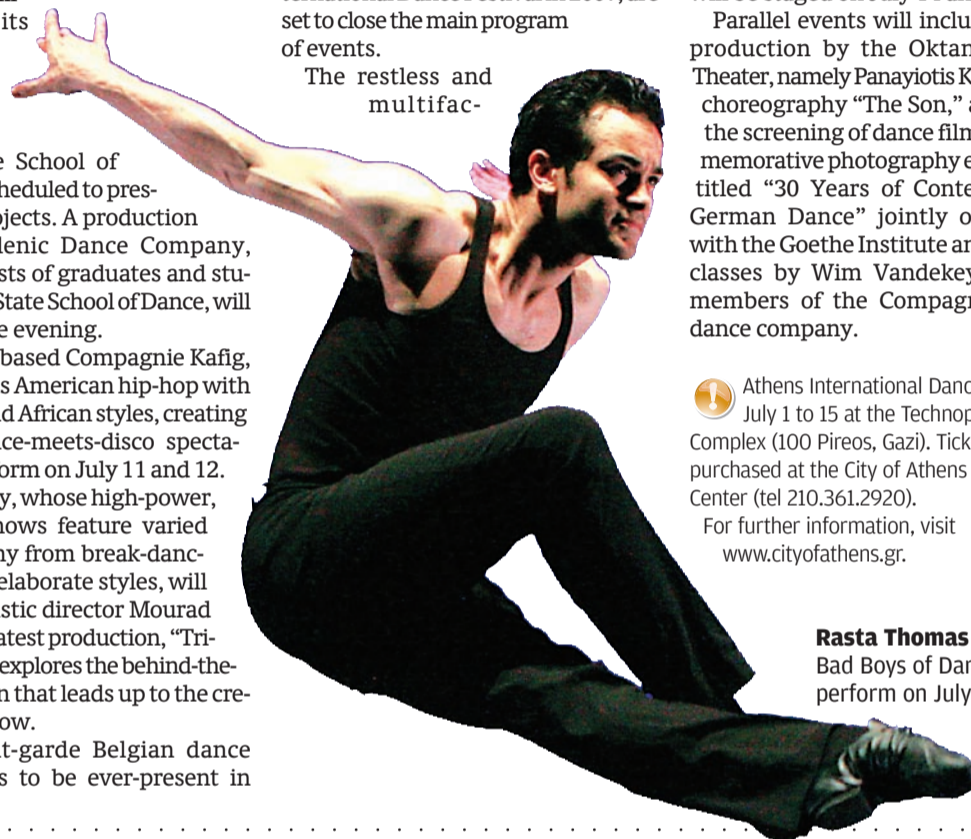 its
e School of
heduled to pres-
ojects. A production
lenic Dance Company,
sts of graduates and stu-
State School of Dance, will
e evening.
based Compagnie Kafig,
s American hip-hop with
d African styles, creating
ce-meets-disco specta-
orm on July 11 and 12.
y, whose high-power,
nows feature varied
ny from break-danc-
elaborate styles, will
stic director Mourad
atest production, “Tri-
explores the behind-the-
n that leads up to the cre-
ow.
t-garde Belgian dance
s to be ever-present in
set to close the main program
of events.
The restless and
multifac-
Parallel events will inclu
production by the Oktan
Theater, namely Panayiotis K
choreography “The Son,” a
the screening of dance film
memorative photography e
titled “30 Years of Conte
German Dance” jointly o
with the Goethe Institute an
classes by Wim Vandekey
members of the Compagn
dance company.
Athens International Danc
July 1 to 15 at the Technop
Complex (100 Pireos, Gazi). Tick
purchased at the City of Athens
Center (tel 210.361.2920).
For further information, visit
www.cityofathens.gr.
Rasta Thomas
Bad Boys of Dan
perform on July